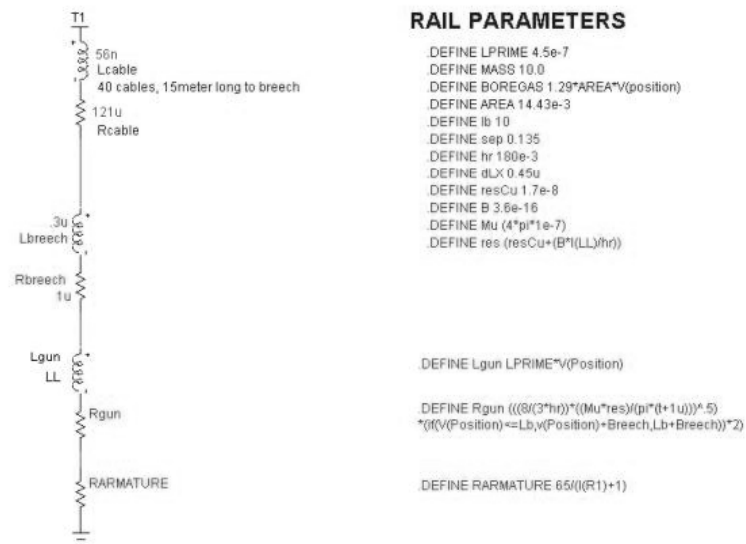 T1
56n
Lcable
40 cables, 15meter long to breech
121u
Rcable
.3u
Lbreech
Rbreech
1u
Lgun
LL
Rgun
RARMATURE
RAIL PARAMETERS
.DEFINE LPRIME 4.5e-7
.DEFINE MASS 10.0
.DEFINE BOREGAS 1.29*AREA*V(position)
.DEFINE AREA 14.43e-3
.DEFINE lb 10
.DEFINE sep 0.135
.DEFINE hr 180e-3
.DEFINE dLX 0.45u
.DEFINE resCu 1.7e-8
.DEFINE B 3.6e-16
.DEFINE Mu (4*pi*1e-7)
.DEFINE res (resCu+(B*I(LL)/hr))
.DEFINE Lgun LPRIME*V(Position)
.DEFINE Rgun (((8/(3*hr))*((Mu*res)/(pi*(t+1u)))^.5)
*(if(V(Position)<=Lb,v(Position)+Breech,Lb+Breech))*2)
.DEFINE RARMATURE 65/(I(R1)+1)